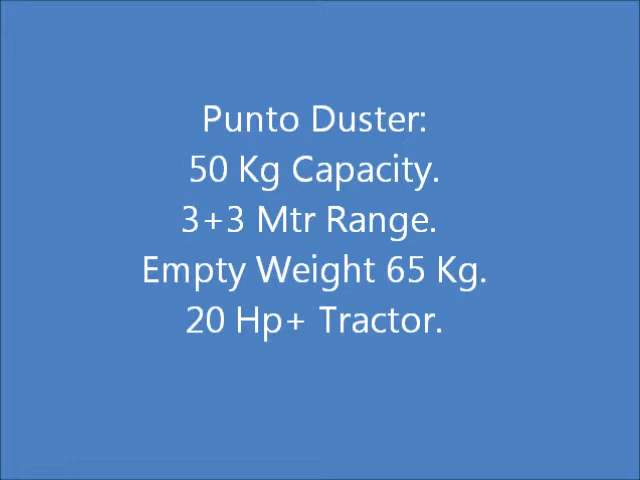 Punto Duster:
50 Kg Capacity.
3+3 Mtr Range.
Empty Weight 65 Kg.
20 Hp+ Tractor.